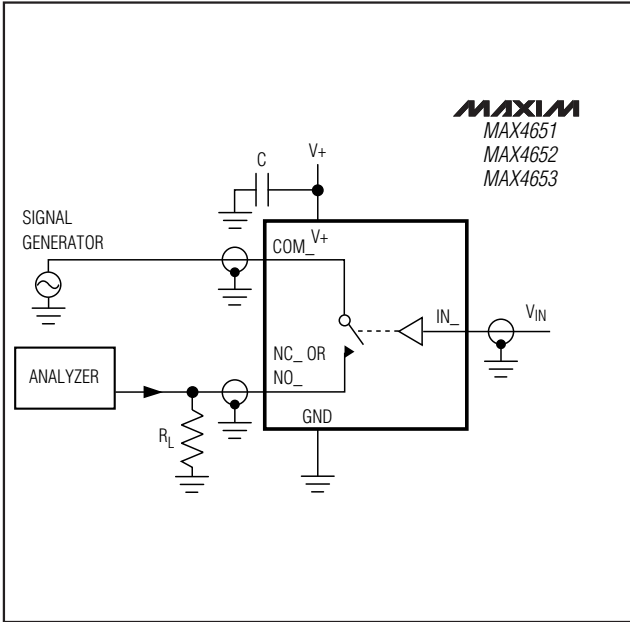 MAXIM
MAX4651
MAX4652
MAX4653
C
V+
SIGNAL
GENERATOR
V+
COM_
IN_
VIN
NC_ OR
NO_
ANALYZER
GND
RL